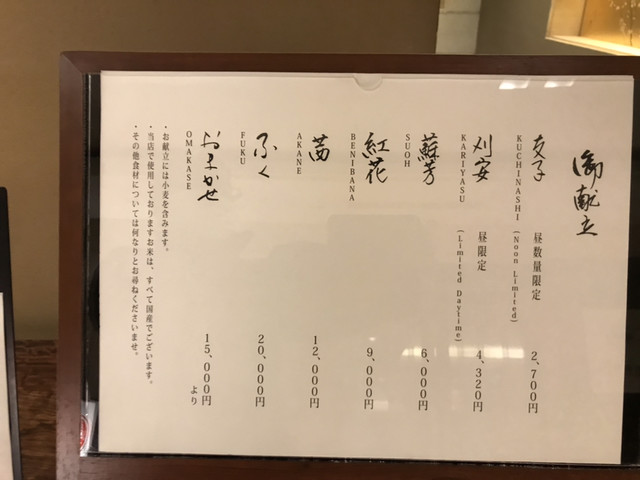 御献立
支子 昼数量限定 2,700円
KUCHINASHI (Noon Limited)
刈安 昼限定 4,320円
KARIYASU (Limited Daytime)
蘇芳 6,000円
SUOH
紅花 9,000円
BENIBANA
茜 12,000円
AKANE
ふく 20,000円
FUKU
おまかせ 15,000円より
OMAKASE
・お献立には小麦を含みます。
・当店で使用しておりますお米は、すべて国産でございます。
・その他食材については何なりとお尋ねくださいませ。